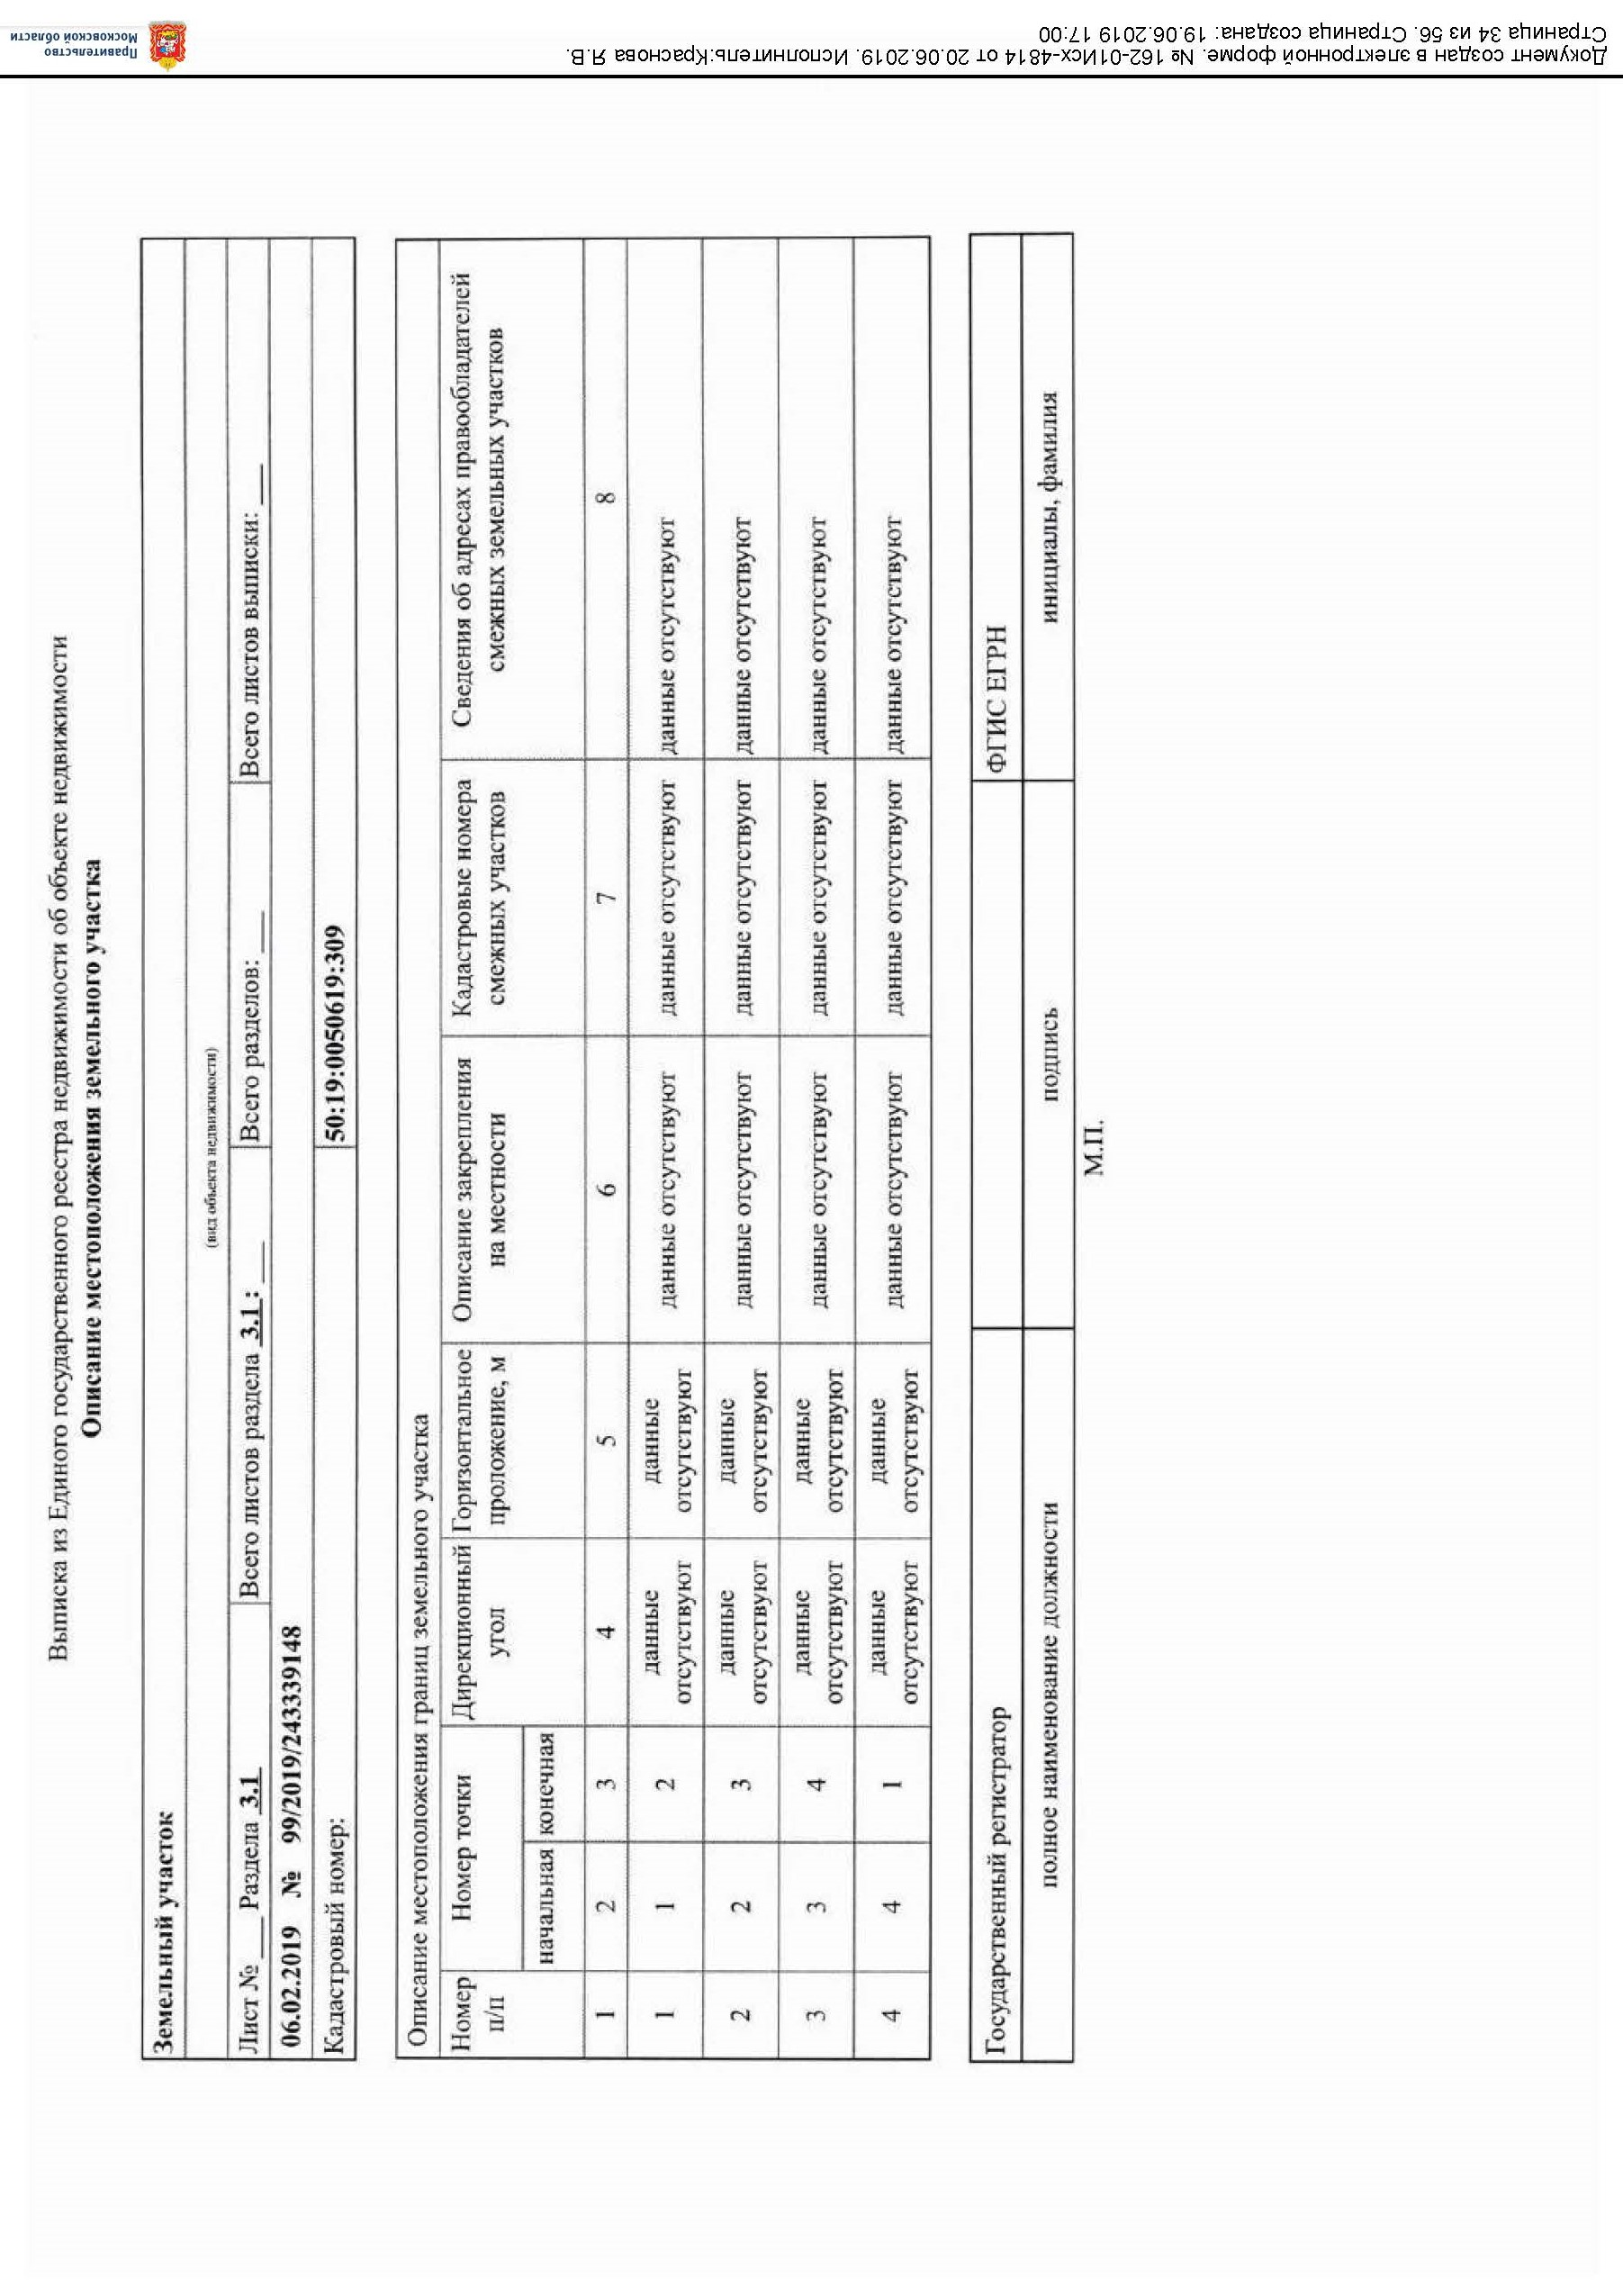 Документ создан в электронной форме. № 162-01Исх-4814 от 20.06.2019. Исполнитель:Краснова Я.В.
Страница 34 из 56. Страница создана: 19.06.2019 17:00
Правительство
Московской области
Выписка из Единого государственного реестра недвижимости об объекте недвижимости
Описание местоположения земельного участка
Земельный участок
(вид объекта недвижимости)
Лист № ___ Раздела 3.1 Всего листов раздела 3.1 : ___ Всего разделов: ___ Всего листов выписки: ___
06.02.2019 № 99/2019/243339148
Кадастровый номер: 50:19:0050619:309
Описание местоположения границ земельного участка
Номер Номер точки Дирекционный Горизонтальное Описание закрепления Кадастровые номера Сведения об адресах правообладателей
п/п угол проложение, м на местности смежных участков смежных земельных участков
начальная конечная
1 2 3 4 5 6 7 8
1 1 2 данные данные данные отсутствуют данные отсутствуют данные отсутствуют
отсутствуют отсутствуют
2 2 3 данные данные данные отсутствуют данные отсутствуют данные отсутствуют
отсутствуют отсутствуют
3 3 4 данные данные данные отсутствуют данные отсутствуют данные отсутствуют
отсутствуют отсутствуют
4 4 1 данные данные данные отсутствуют данные отсутствуют данные отсутствуют
отсутствуют отсутствуют
Государственный регистратор ФГИС ЕГРН
полное наименование должности подпись инициалы, фамилия
М.П.